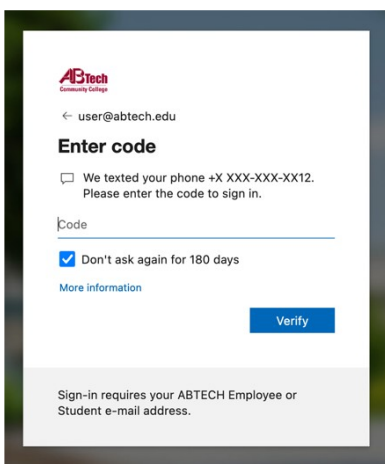 ABTech
Community College
← user@abtech.edu
Enter code
We texted your phone +X XXX-XXX-XX12.
Please enter the code to sign in.
Code
Don't ask again for 180 days
More information
Verify
Sign-in requires your ABTECH Employee or
Student e-mail address.